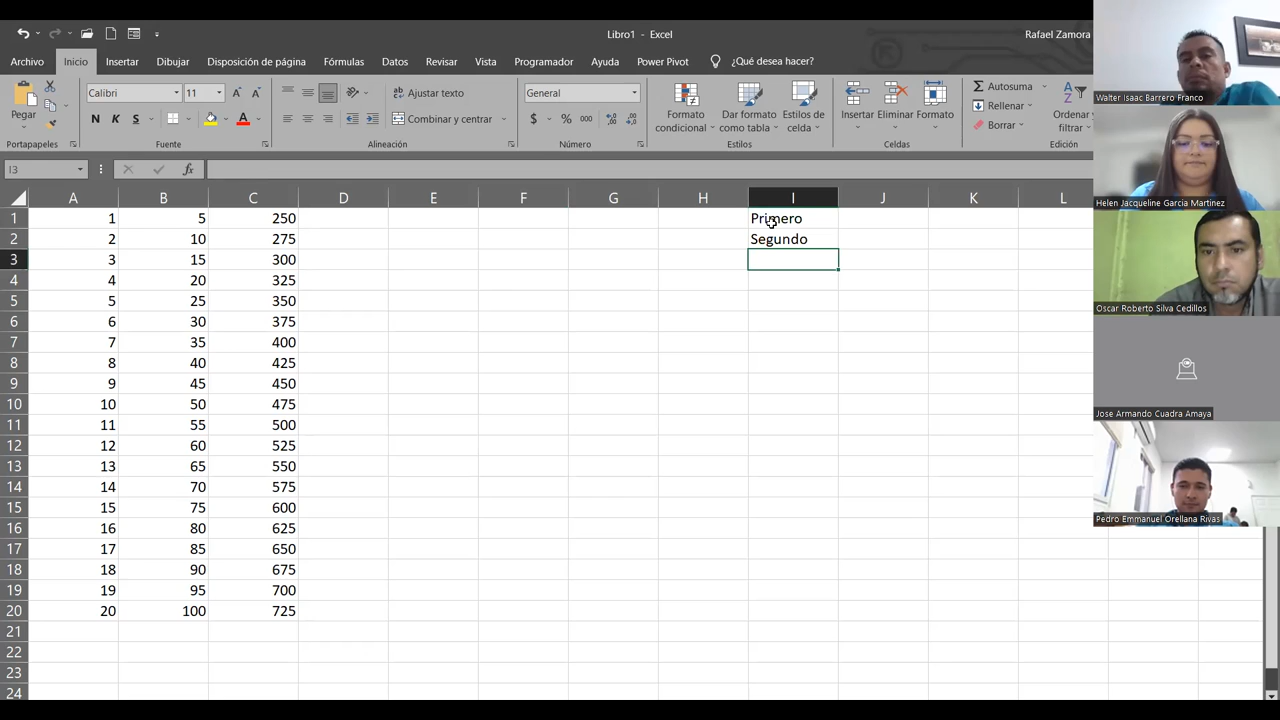 Libro1 - Excel
Rafael Zamora
Archivo Inicio Insertar Dibujar Disposición de página Fórmulas Datos Revisar Vista Programador Ayuda Power Pivot ¿Qué desea hacer?
Pegar
Calibri 11
N K S
Ajustar texto
Combinar y centrar
General
$ % 000
Formato condicional
Dar formato como tabla
Estilos de celda
Insertar Eliminar Formato
Autosuma
Rellenar
Borrar
Ordenar y filtrar
Portapapeles Fuente Alineación Número Estilos Celdas Edición
I3 fx
A B C D E F G H I J K L
1 1 5 250 Primero
2 2 10 275 Segundo
3 3 15 300
4 4 20 325
5 5 25 350
6 6 30 375
7 7 35 400
8 8 40 425
9 9 45 450
10 10 50 475
11 11 55 500
12 12 60 525
13 13 65 550
14 14 70 575
15 15 75 600
16 16 80 625
17 17 85 650
18 18 90 675
19 19 95 700
20 20 100 725
21
22
23
24
Walter Isaac Barrero Franco
Helen Jacqueline Garcia Martinez
Oscar Roberto Silva Cedillos
Jose Armando Cuadra Amaya
Pedro Emmanuel Orellana Rivas